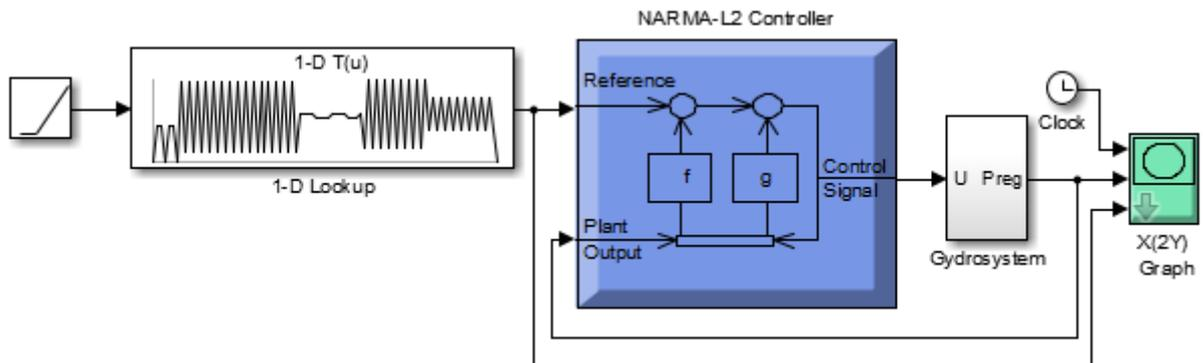 NARMA-L2 Controller
1-D T(u)
1-D Lookup
Reference
f
g
Control
Signal
Plant
Output
U Preg
Gydrosystem
Clock
X(2Y)
Graph